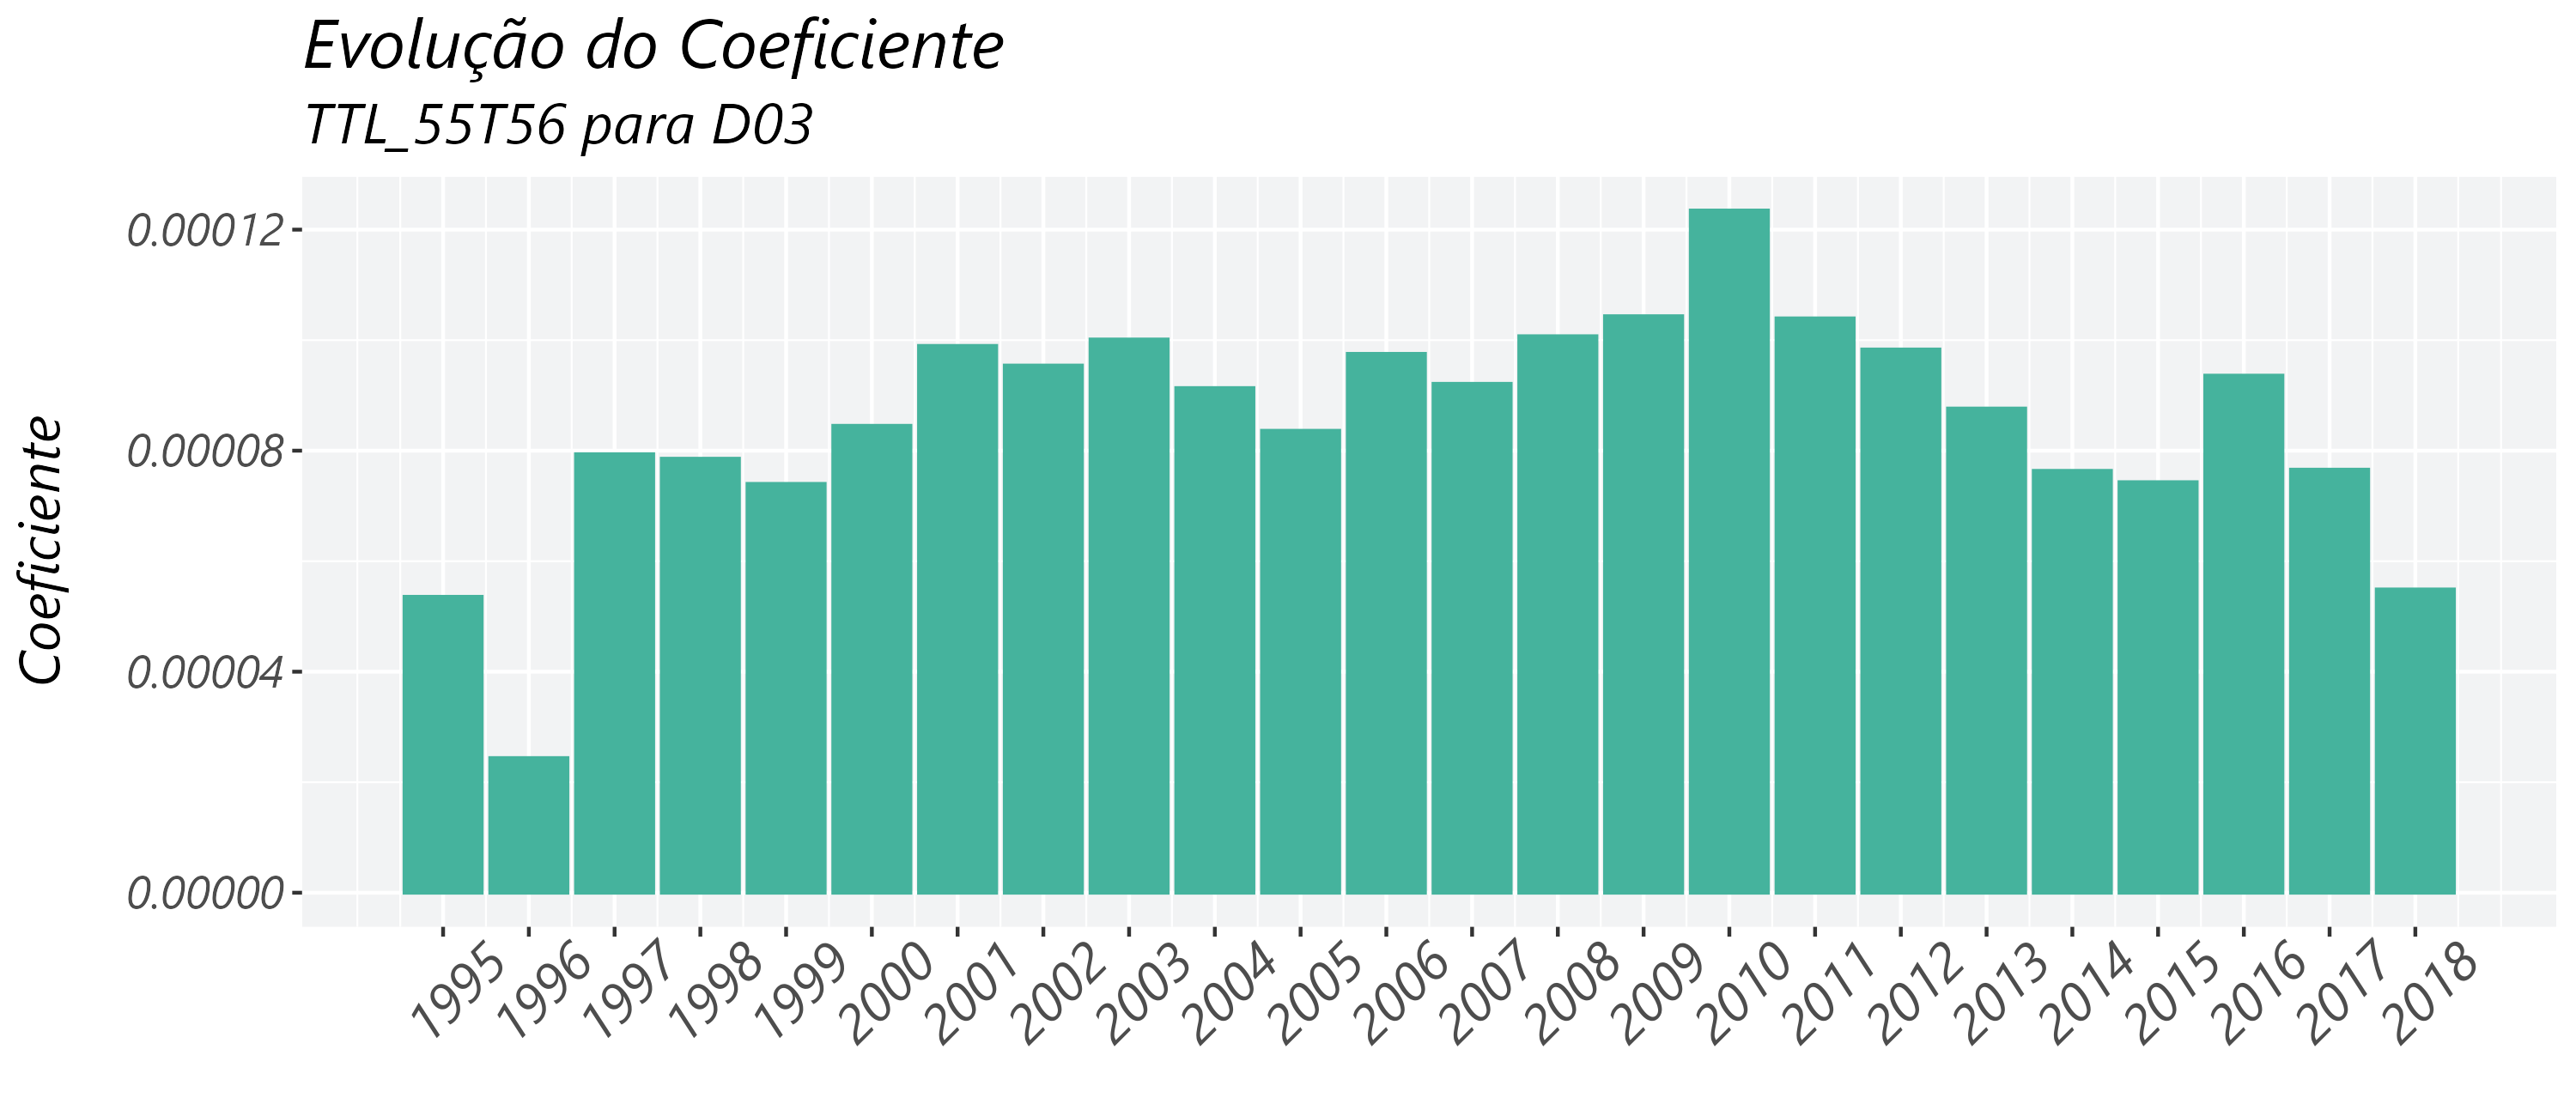 Evolução do Coeficiente
TTL_55T56 para D03
Coeficiente
0.00012
0.00008
0.00004
0.00000
1995 1996 1997 1998 1999 2000 2001 2002 2003 2004 2005 2006 2007 2008 2009 2010 2011 2012 2013 2014 2015 2016 2017 2018